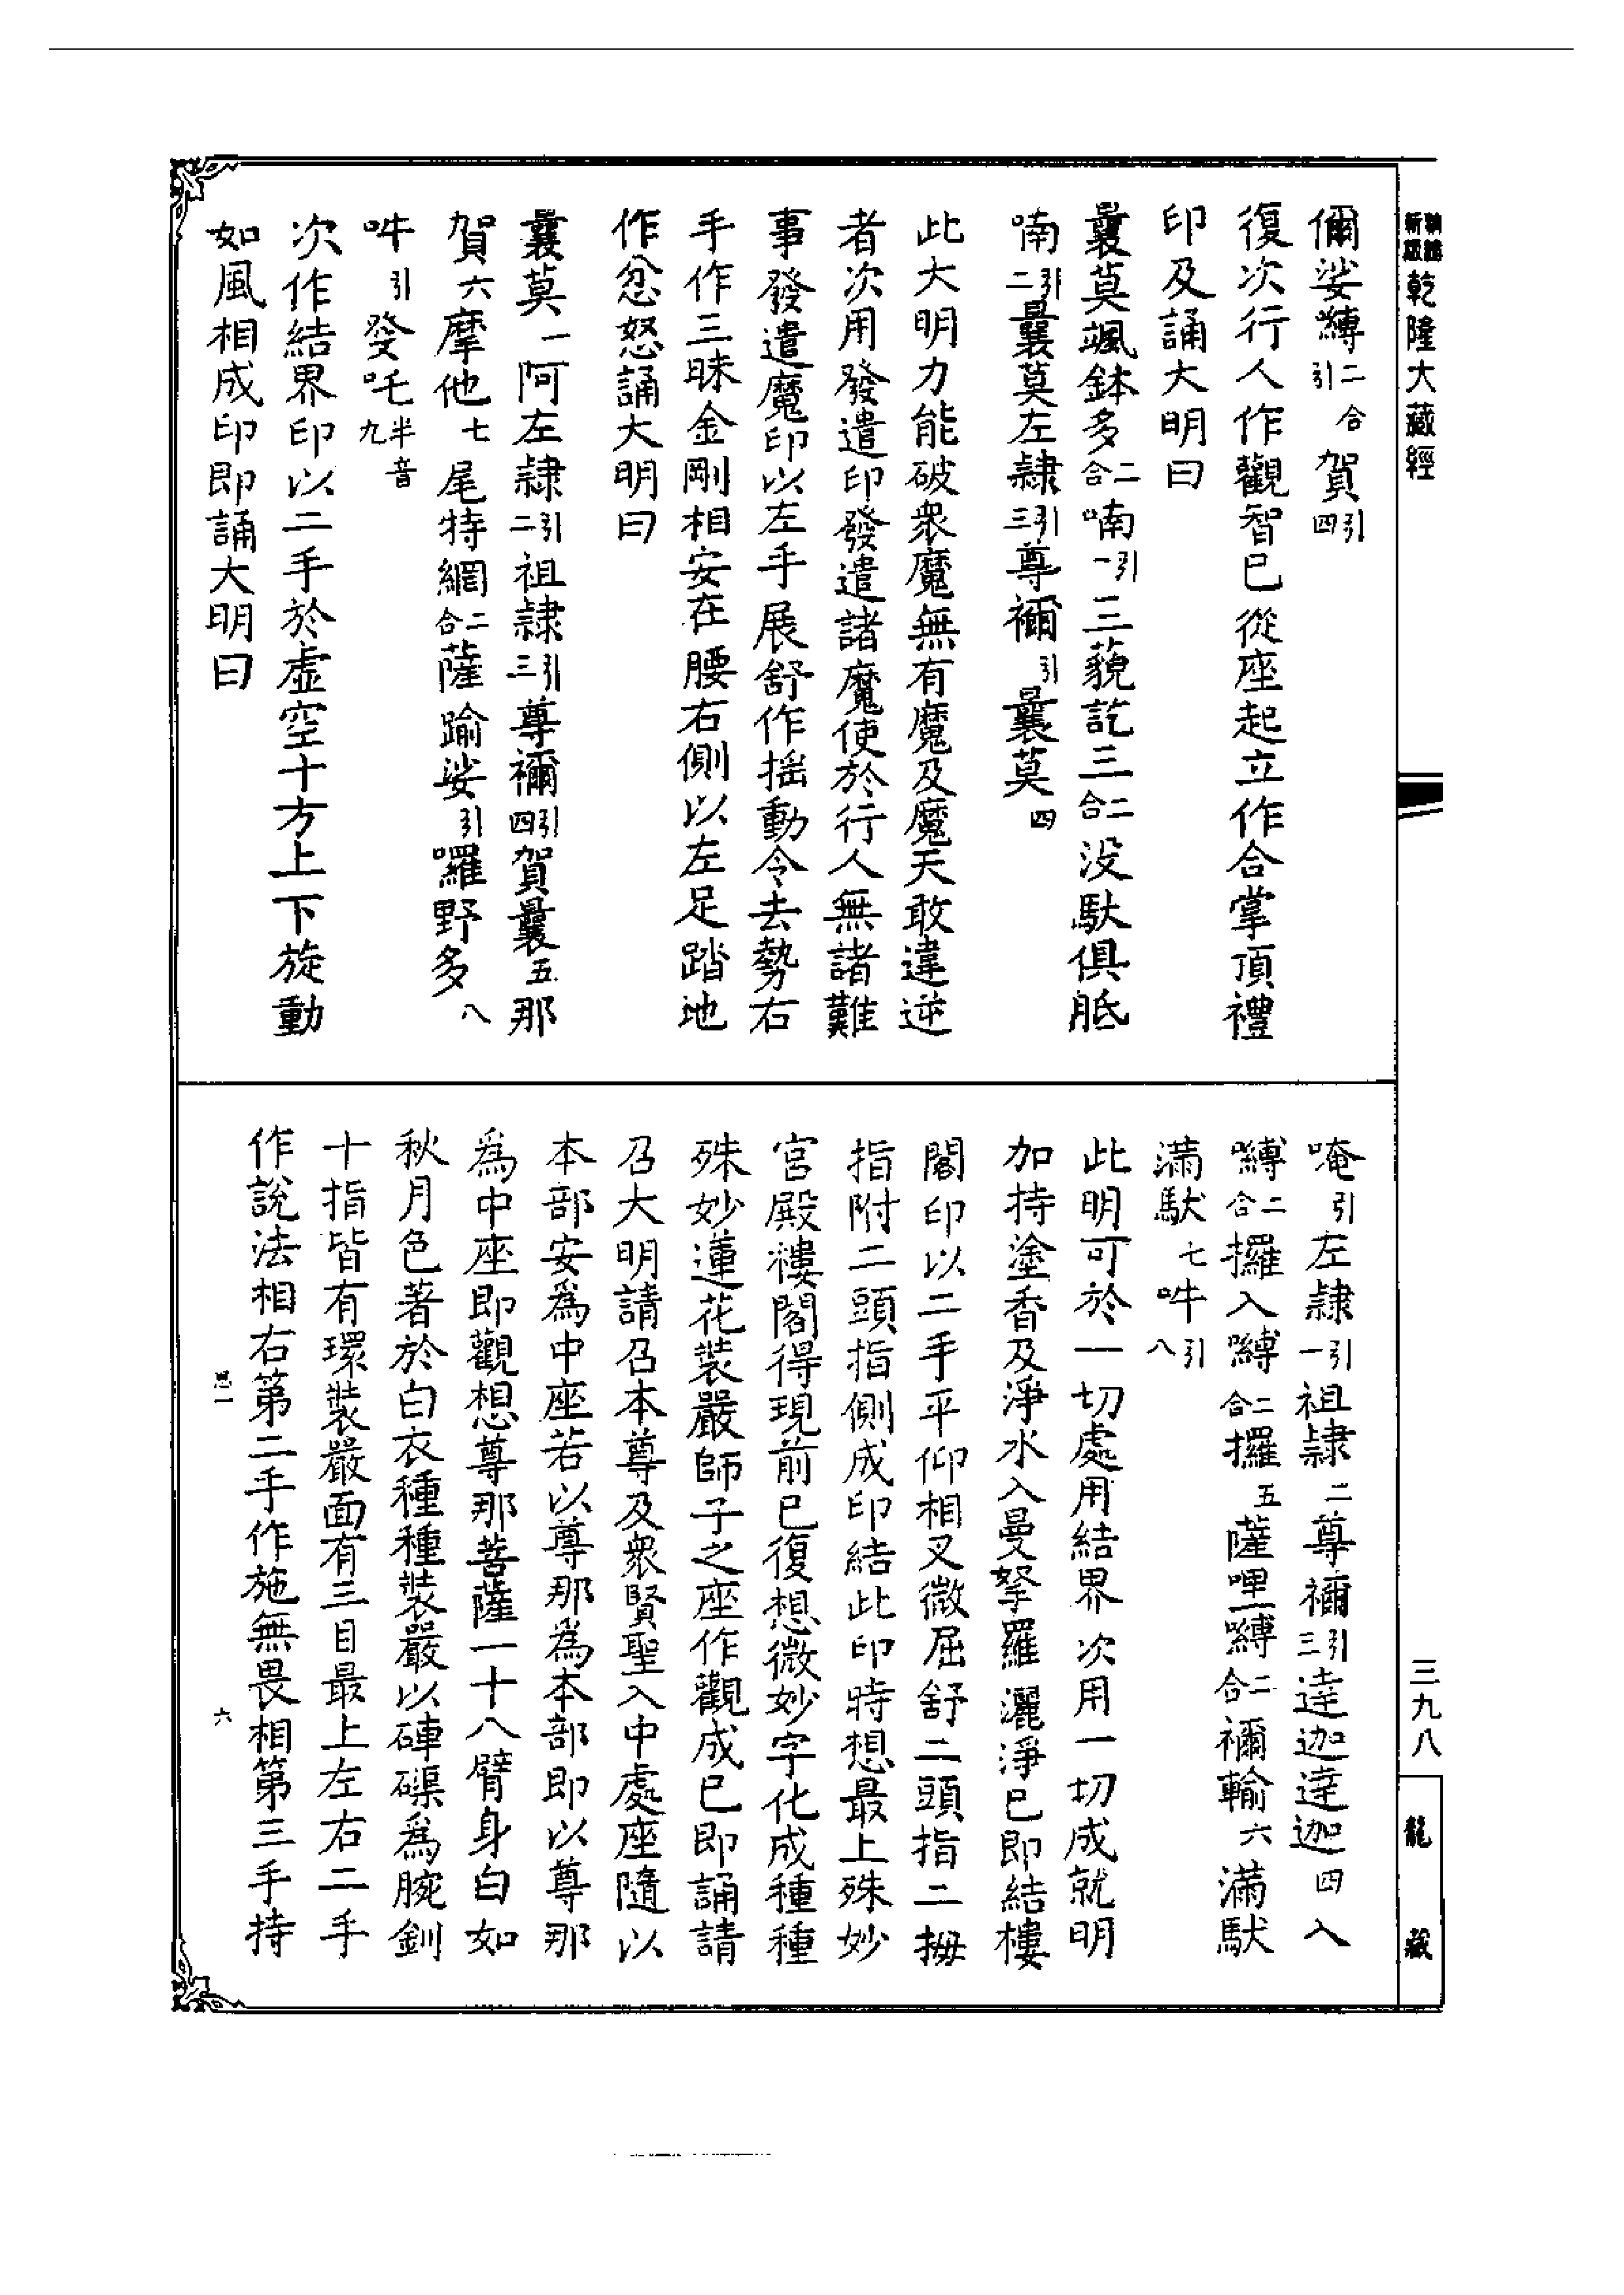 乾隆大藏經
三九八
龍藏
儞娑嚩二合引賀引四
復次行人作觀智已從座起立作合掌頂禮
印及誦大明曰
曩莫颯鉢多二合喃引一三藐訖三二合没馱俱胝
喃引二曩莫左隸引三尊禰引曩莫四
此大明力能破衆魔無有魔及魔天敢違逆
者次用發遣印發遣諸魔使於行人無諸難
事發遣魔印以左手展舒作揺動令去勢右
手作三昧金剛相安在腰右側以左足踏地
作忿怒誦大明曰
曩莫一阿左隸引二祖隸引三尊禰引四賀曩五那
賀六摩他七尾特網二合薩踰娑引囉野多八
吽引癹吒半音九
次作結界印以二手於虛空十方上下旋動
如風相成印即誦大明曰
唵引左隸引一祖隸二尊禰引三達迦達迦四入
嚩二合攞入嚩二合攞五薩哩嚩二合禰輸六滿馱
滿馱七吽引八
此明可於一切處用結界次用一切成就明
加持塗香及淨水入曼拏羅灑淨已即結樓
閣印以二手平仰相叉微屈舒二頭指二拇
指附二頭指側成印結此印時想最上殊妙
宮殿樓閣得現前已復想微妙字化成種種
殊妙蓮花裝嚴師子之座作觀成已即誦請
召大明請召本尊及衆賢聖入中處座隨以
本部安爲中座若以尊那爲本部即以尊那
爲中座即觀想尊那菩薩一十八臂身白如
秋月色著於白衣種種裝嚴以硨磲爲腕釧
十指皆有環裝嚴面有三目最上左右二手
作說法相右第二手作施無畏相第三手持
六